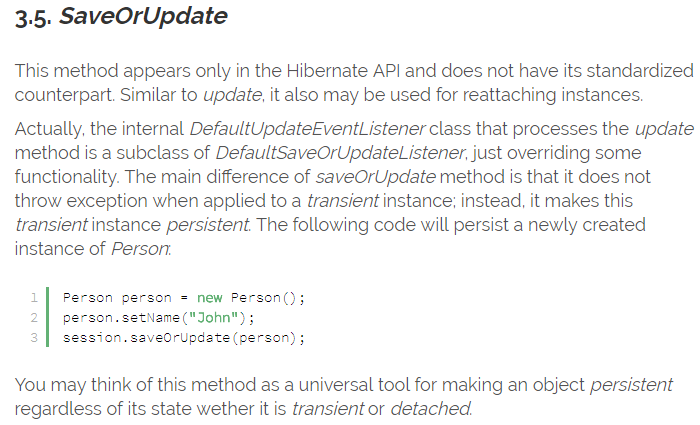 3.5. SaveOrUpdate
This method appears only in the Hibernate API and does not have its standardized
counterpart. Similar to update, it also may be used for reattaching instances.
Actually, the internal DefaultUpdateEventListener class that processes the update
method is a subclass of DefaultSaveOrUpdateListener, just overriding some
functionality. The main difference of saveOrUpdate method is that it does not
throw exception when applied to a transient instance; instead, it makes this
transient instance persistent. The following code will persist a newly created
instance of Person:
1 Person person = new Person();
2 person.setName("John");
3 session.saveOrUpdate(person);
You may think of this method as a universal tool for making an object persistent
regardless of its state wether it is transient or detached.